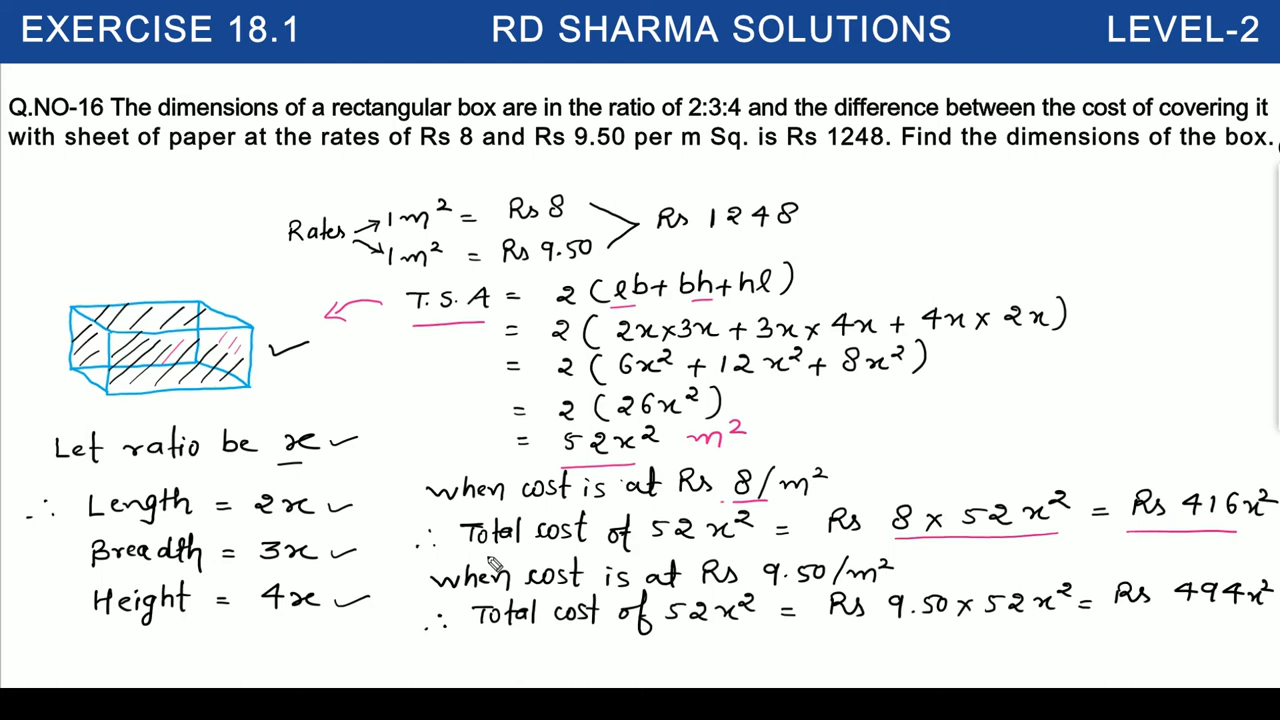 EXERCISE 18.1 RD SHARMA SOLUTIONS LEVEL-2
Q.NO-16 The dimensions of a rectangular box are in the ratio of 2:3:4 and the difference between the cost of covering it
with sheet of paper at the rates of Rs 8 and Rs 9.50 per m Sq. is Rs 1248. Find the dimensions of the box.
Rates → 1m² = Rs 8
→ 1m² = Rs 9.50
Rs 1248
T.S.A = 2(lb+bh+hl)
= 2(2x×3x + 3x×4x + 4x×2x)
= 2(6x² + 12x² + 8x²)
= 2(26x²)
= 52x² m²
Let ratio be x ✓
∴ Length = 2x ✓
Breadth = 3x ✓
Height = 4x ✓
when cost is at Rs 8/m²
∴ Total cost of 52x² = Rs 8 × 52x² = Rs 416x²
when cost is at Rs 9.50/m²
∴ Total cost of 52x² = Rs 9.50 × 52x² = Rs 494x²